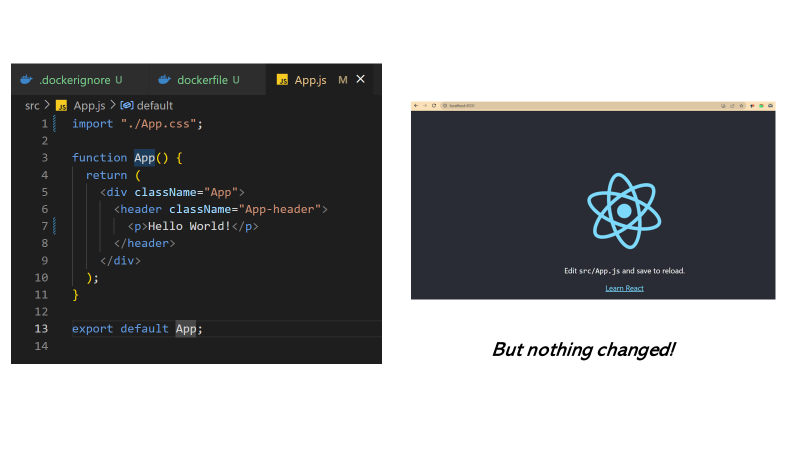 .dockerignore U
dockerfile U
JS App.js M
src > JS App.js > default
1 import "./App.css";
2
3 function App() {
4 return (
5 <div className="App">
6 <header className="App-header">
7 <p>Hello World!</p>
8 </header>
9 </div>
10 );
11 }
12
13 export default App;
14
Edit src/App.js and save to reload.
Learn React
But nothing changed!